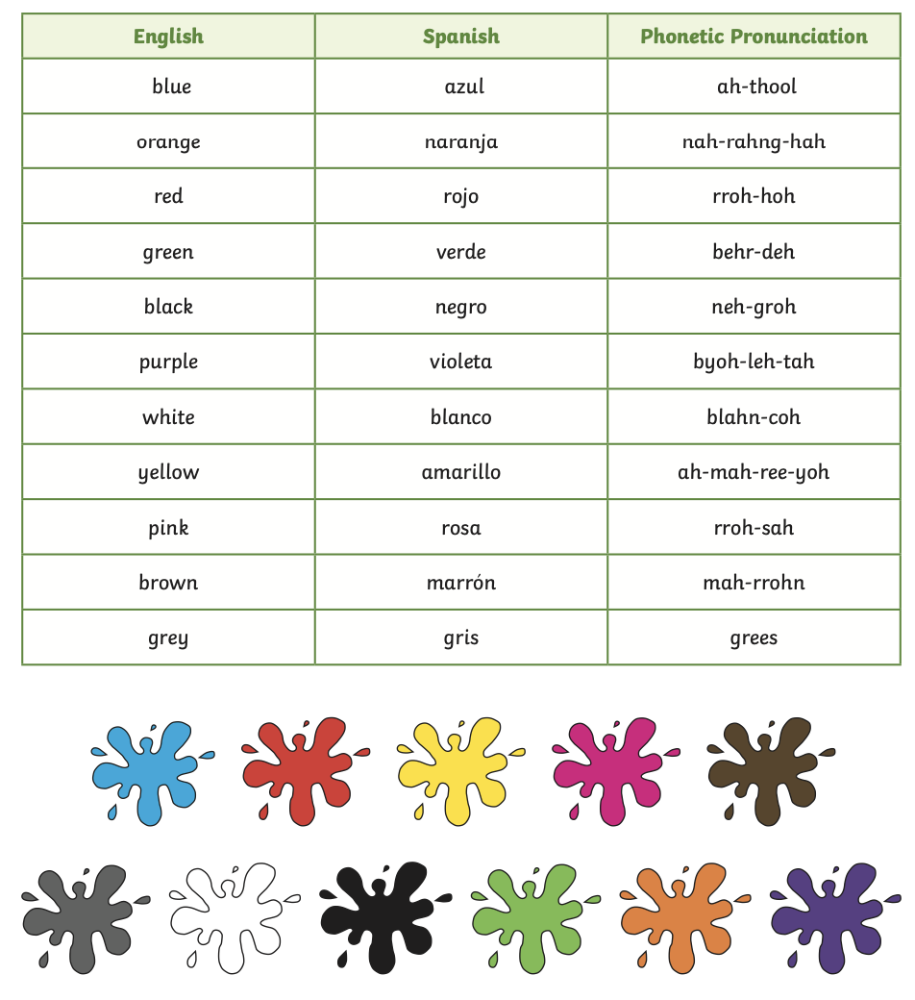 English Spanish Phonetic Pronunciation
blue azul ah-thool
orange naranja nah-rahng-hah
red rojo rroh-hoh
green verde behr-deh
black negro neh-groh
purple violeta byoh-leh-tah
white blanco blahn-coh
yellow amarillo ah-mah-ree-yoh
pink rosa rroh-sah
brown marrón mah-rrohn
grey gris grees